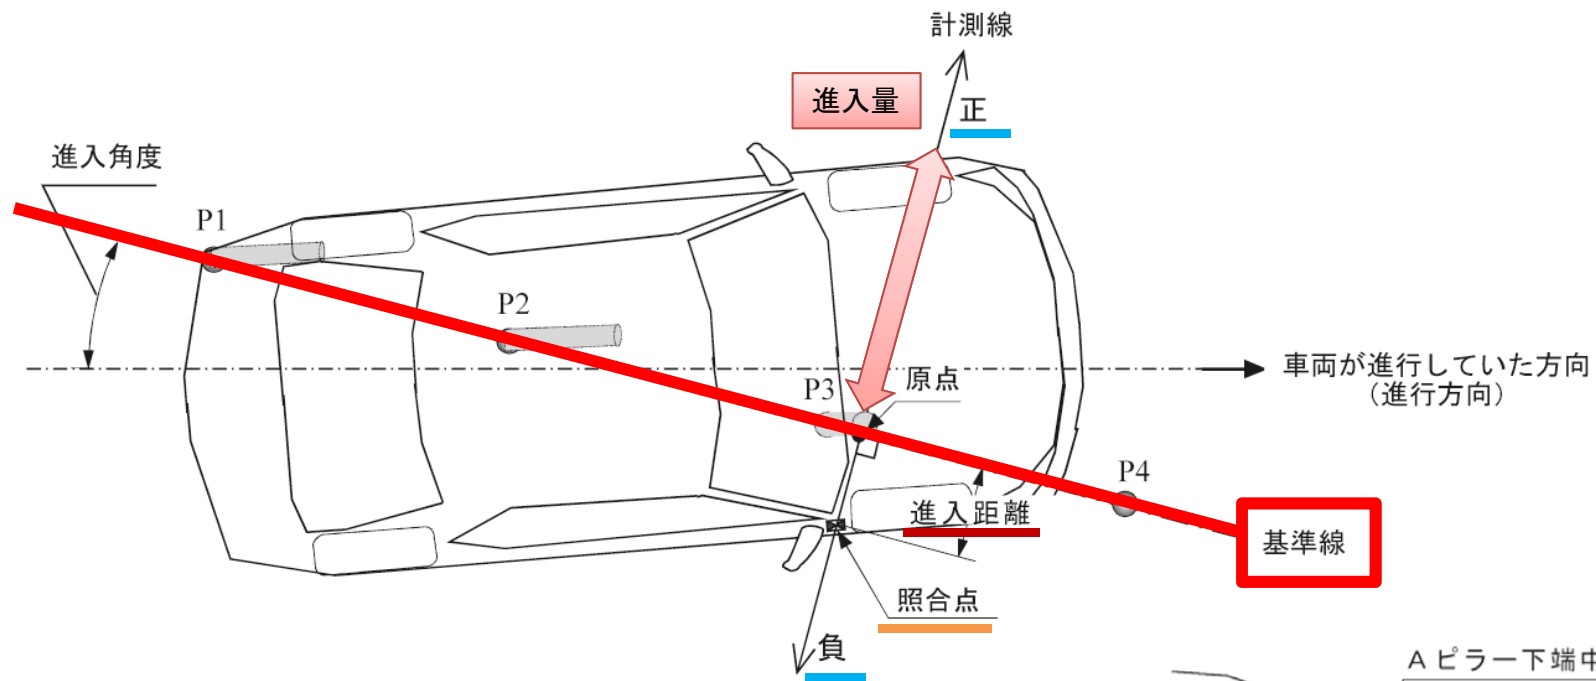 計測線
進入量
正
進入角度
P1
P2
P3
原点
車両が進行していた方向
（進行方向）
P4
進入距離
基準線
照合点
負
Aピラー下端中